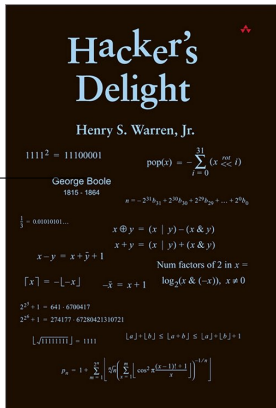 Hacker's
Delight
Henry S. Warren, Jr.
1111² = 11100001
pop(x) = −∑³¹ᵢ₌₀ (x ≪ʳᵒᵗ i)
George Boole
1815 - 1864
n = −2³¹b₃₁ + 2³⁰b₃₀ + 2²⁹b₂₉ + ... + 2⁰b₀
1/3 = 0.01010101...
x ⊕ y = (x | y) − (x & y)
x + y = (x | y) + (x & y)
x − y = x + ȳ + 1
Num factors of 2 in x =
⌈x⌉ = −⌊−x⌋
−x = x̄ + 1
log₂(x & (−x)), x ≠ 0
2^2^5 + 1 = 641 · 6700417
2^2^6 + 1 = 274177 · 67280421310721
⌊√11111111⌋ = 1111
⌊a⌋+⌊b⌋ ≤ ⌊a+b⌋ ≤ ⌊a⌋+⌊b⌋+1